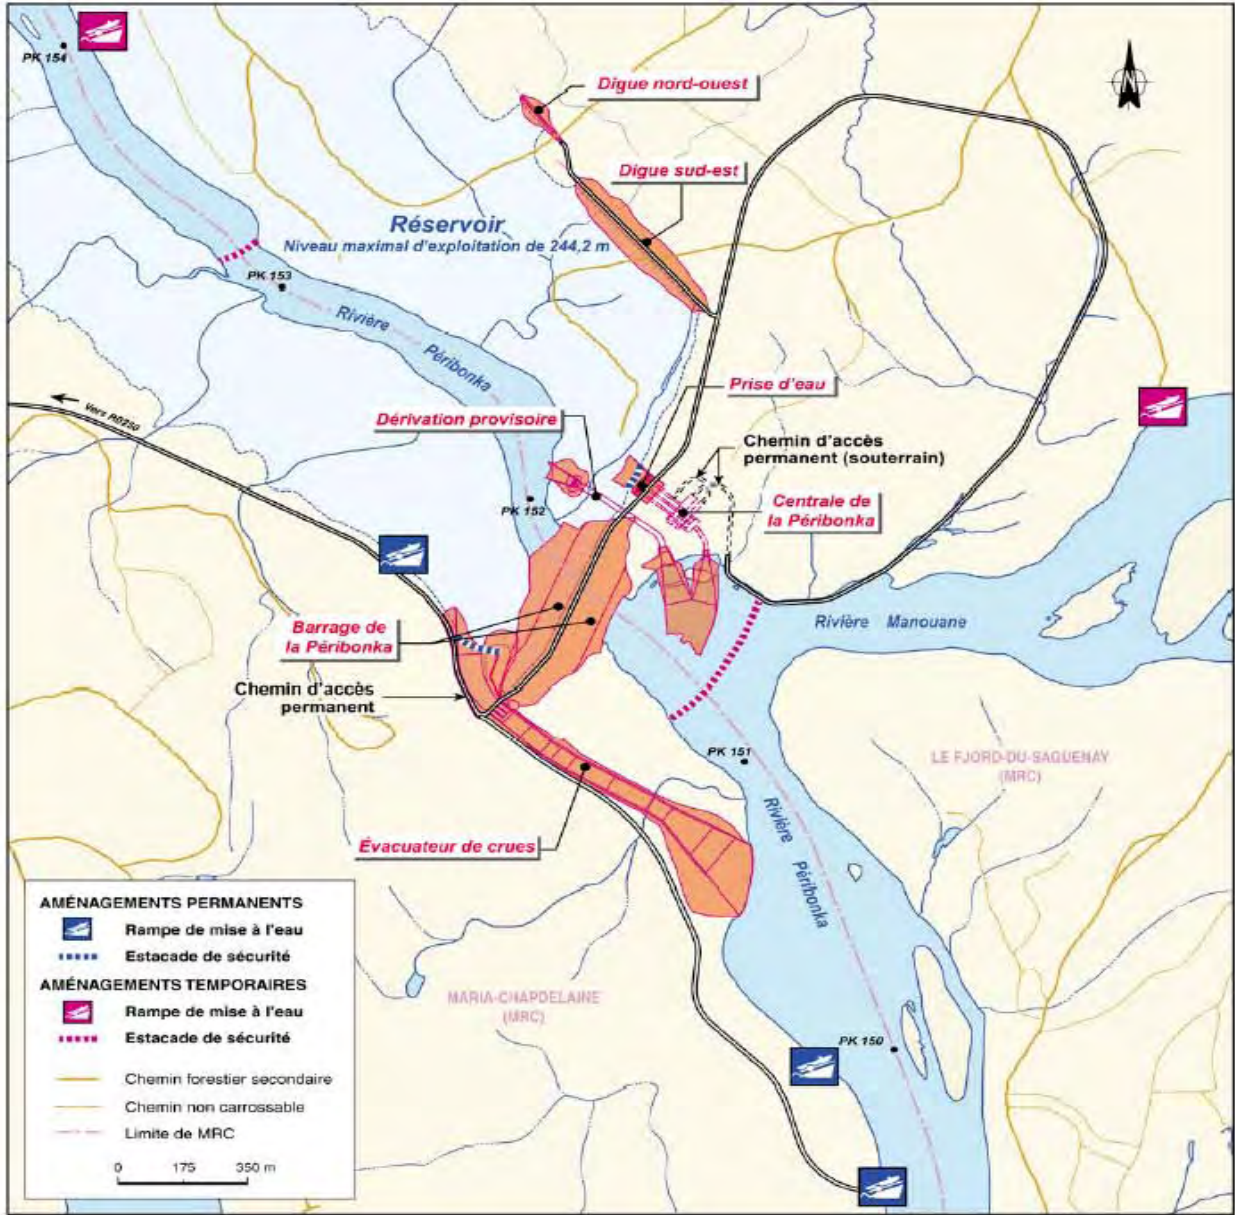 PK 154
Digue nord-ouest
N
Digue sud-est
Réservoir
Niveau maximal d'exploitation de 244,2 m
PK 153
Rivière
Péribonka
Prise d'eau
Vers R0250
Dérivation provisoire
Chemin d'accès
permanent (souterrain)
Centrale de
la Péribonka
PK 152
Rivière Manouane
Barrage de
la Péribonka
Chemin d'accès
permanent
PK 151
LE FJORD-DU-SAGUENAY
(MRC)
Rivière
Péribonka
Évacuateur de crues
MARIA-CHAPDELAINE
(MRC)
PK 150
AMÉNAGEMENTS PERMANENTS
Rampe de mise à l'eau
Estacade de sécurité
AMÉNAGEMENTS TEMPORAIRES
Rampe de mise à l'eau
Estacade de sécurité
Chemin forestier secondaire
Chemin non carrossable
Limite de MRC
0 175 350 m